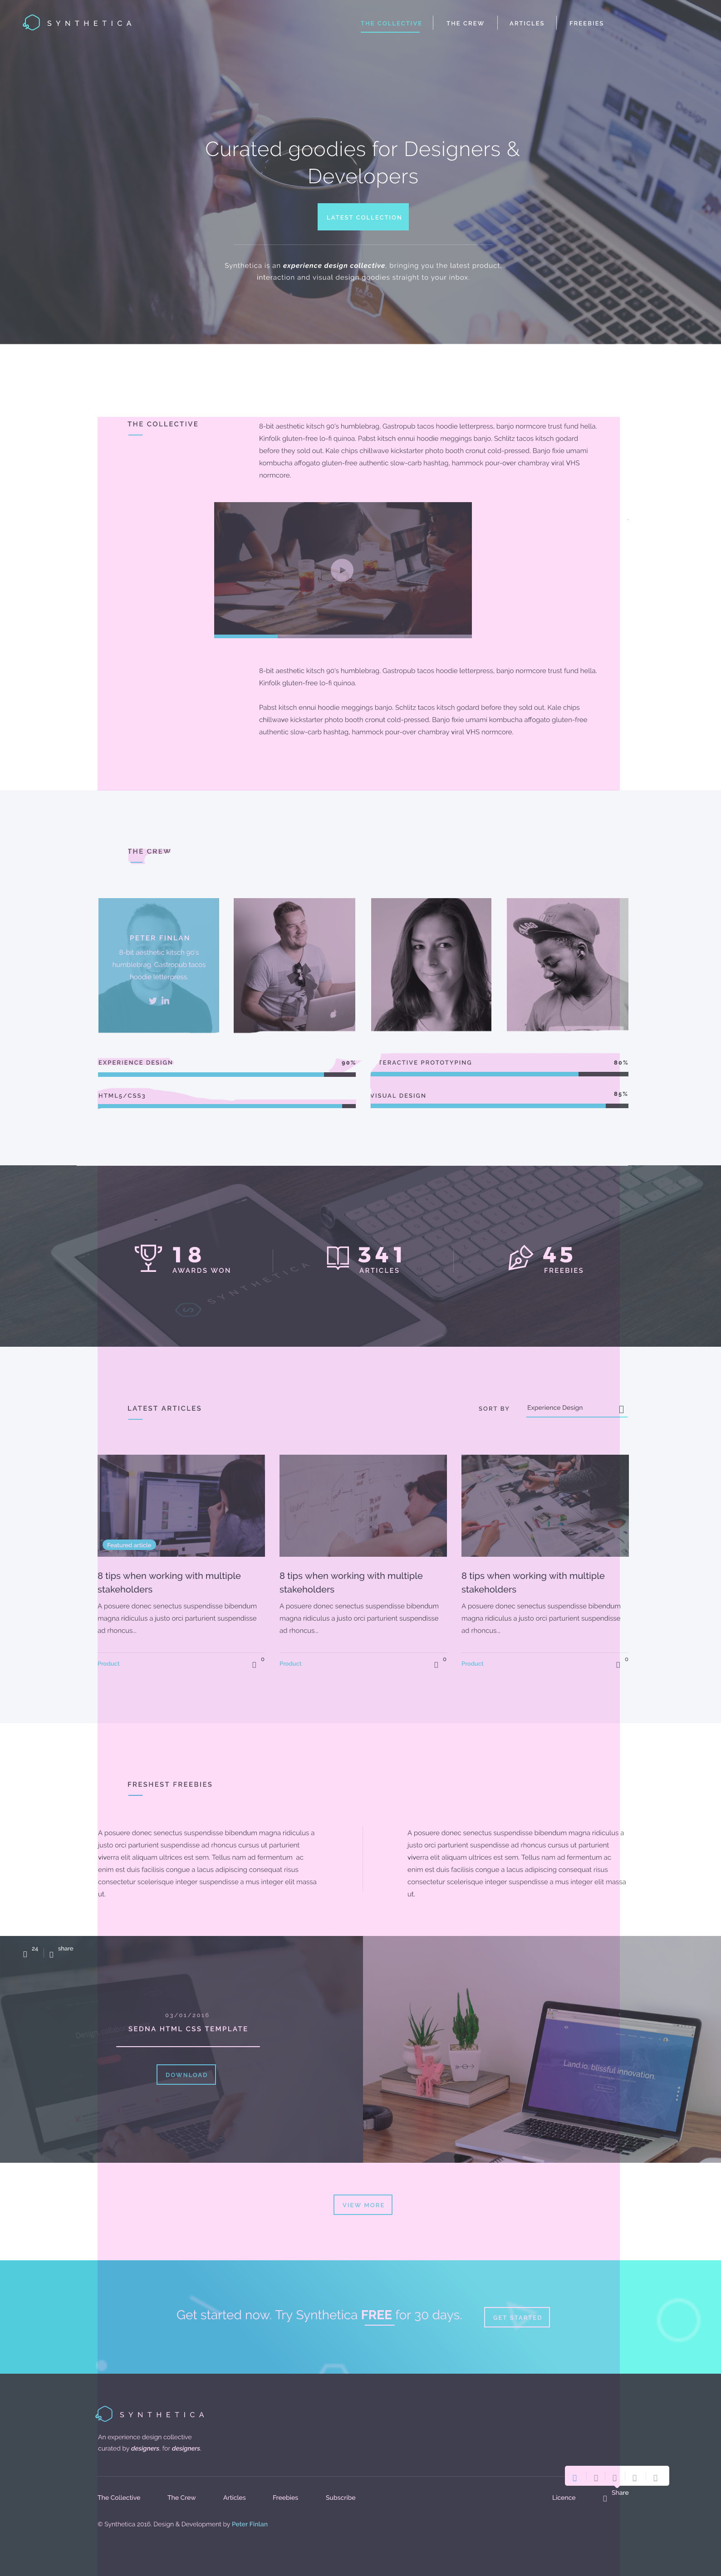 SYNTHETICA
THE COLLECTIVE
THE CREW
ARTICLES
FREEBIES
Curated goodies for Designers &
Developers
LATEST COLLECTION
Synthetica is an experience design collective, bringing you the latest product,
interaction and visual design goodies straight to your inbox.
Design
THE COLLECTIVE
8-bit aesthetic kitsch 90's humblebrag. Gastropub tacos hoodie letterpress, banjo normcore trust fund hella.
Kinfolk gluten-free lo-fi quinoa. Pabst kitsch ennui hoodie meggings banjo. Schlitz tacos kitsch godard
before they sold out. Kale chips chillwave kickstarter photo booth cronut cold-pressed. Banjo fixie umami
kombucha affogato gluten-free authentic slow-carb hashtag, hammock pour-over chambray viral VHS
normcore.
8-bit aesthetic kitsch 90's humblebrag. Gastropub tacos hoodie letterpress, banjo normcore trust fund hella.
Kinfolk gluten-free lo-fi quinoa.
Pabst kitsch ennui hoodie meggings banjo. Schlitz tacos kitsch godard before they sold out. Kale chips
chillwave kickstarter photo booth cronut cold-pressed. Banjo fixie umami kombucha affogato gluten-free
authentic slow-carb hashtag, hammock pour-over chambray viral VHS normcore.
THE CREW
PETER FINLAN
8-bit aesthetic kitsch 90's
humblebrag. Gastropub tacos
hoodie letterpress.
EXPERIENCE DESIGN
90%
TERACTIVE PROTOTYPING
80%
HTML5/CSS3
VISUAL DESIGN
85%
18
AWARDS WON
341
ARTICLES
45
FREEBIES
SYNTHETICA
LATEST ARTICLES
SORT BY
Experience Design
Featured article
8 tips when working with multiple
stakeholders
A posuere donec senectus suspendisse bibendum
magna ridiculus a justo orci parturient suspendisse
ad rhoncus...
Product
0
8 tips when working with multiple
stakeholders
A posuere donec senectus suspendisse bibendum
magna ridiculus a justo orci parturient suspendisse
ad rhoncus...
Product
0
8 tips when working with multiple
stakeholders
A posuere donec senectus suspendisse bibendum
magna ridiculus a justo orci parturient suspendisse
ad rhoncus...
Product
0
FRESHEST FREEBIES
A posuere donec senectus suspendisse bibendum magna ridiculus a
justo orci parturient suspendisse ad rhoncus cursus ut parturient
viverra elit aliquam ultrices est sem. Tellus nam ad fermentum ac
enim est duis facilisis congue a lacus adipiscing consequat risus
consectetur scelerisque integer suspendisse a mus integer elit massa
ut.
A posuere donec senectus suspendisse bibendum magna ridiculus a
justo orci parturient suspendisse ad rhoncus cursus ut parturient
viverra elit aliquam ultrices est sem. Tellus nam ad fermentum ac
enim est duis facilisis congue a lacus adipiscing consequat risus
consectetur scelerisque integer suspendisse a mus integer elit massa
ut.
24
share
03/01/2016
SEDNA HTML CSS TEMPLATE
DOWNLOAD
Land io, blissful innovation.
VIEW MORE
Get started now. Try Synthetica FREE for 30 days.
GET STARTED
SYNTHETICA
An experience design collective
curated by designers, for designers.
The Collective
The Crew
Articles
Freebies
Subscribe
Licence
Share
© Synthetica 2016. Design & Development by Peter Finlan